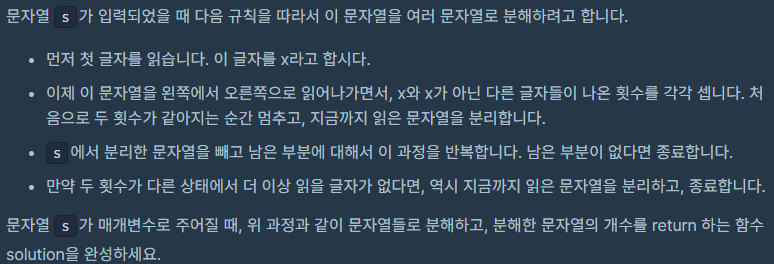 문자열 s가 입력되었을 때 다음 규칙을 따라서 이 문자열을 여러 문자열로 분해하려고 합니다.
• 먼저 첫 글자를 읽습니다. 이 글자를 x라고 합시다.
• 이제 이 문자열을 왼쪽에서 오른쪽으로 읽어나가면서, x와 x가 아닌 다른 글자들이 나온 횟수를 각각 셉니다. 처
음으로 두 횟수가 같아지는 순간 멈추고, 지금까지 읽은 문자열을 분리합니다.
• s에서 분리한 문자열을 빼고 남은 부분에 대해서 이 과정을 반복합니다. 남은 부분이 없다면 종료합니다.
• 만약 두 횟수가 다른 상태에서 더 이상 읽을 글자가 없다면, 역시 지금까지 읽은 문자열을 분리하고, 종료합니다.
문자열 s가 매개변수로 주어질 때, 위 과정과 같이 문자열들로 분해하고, 분해한 문자열의 개수를 return 하는 함수
solution을 완성하세요.